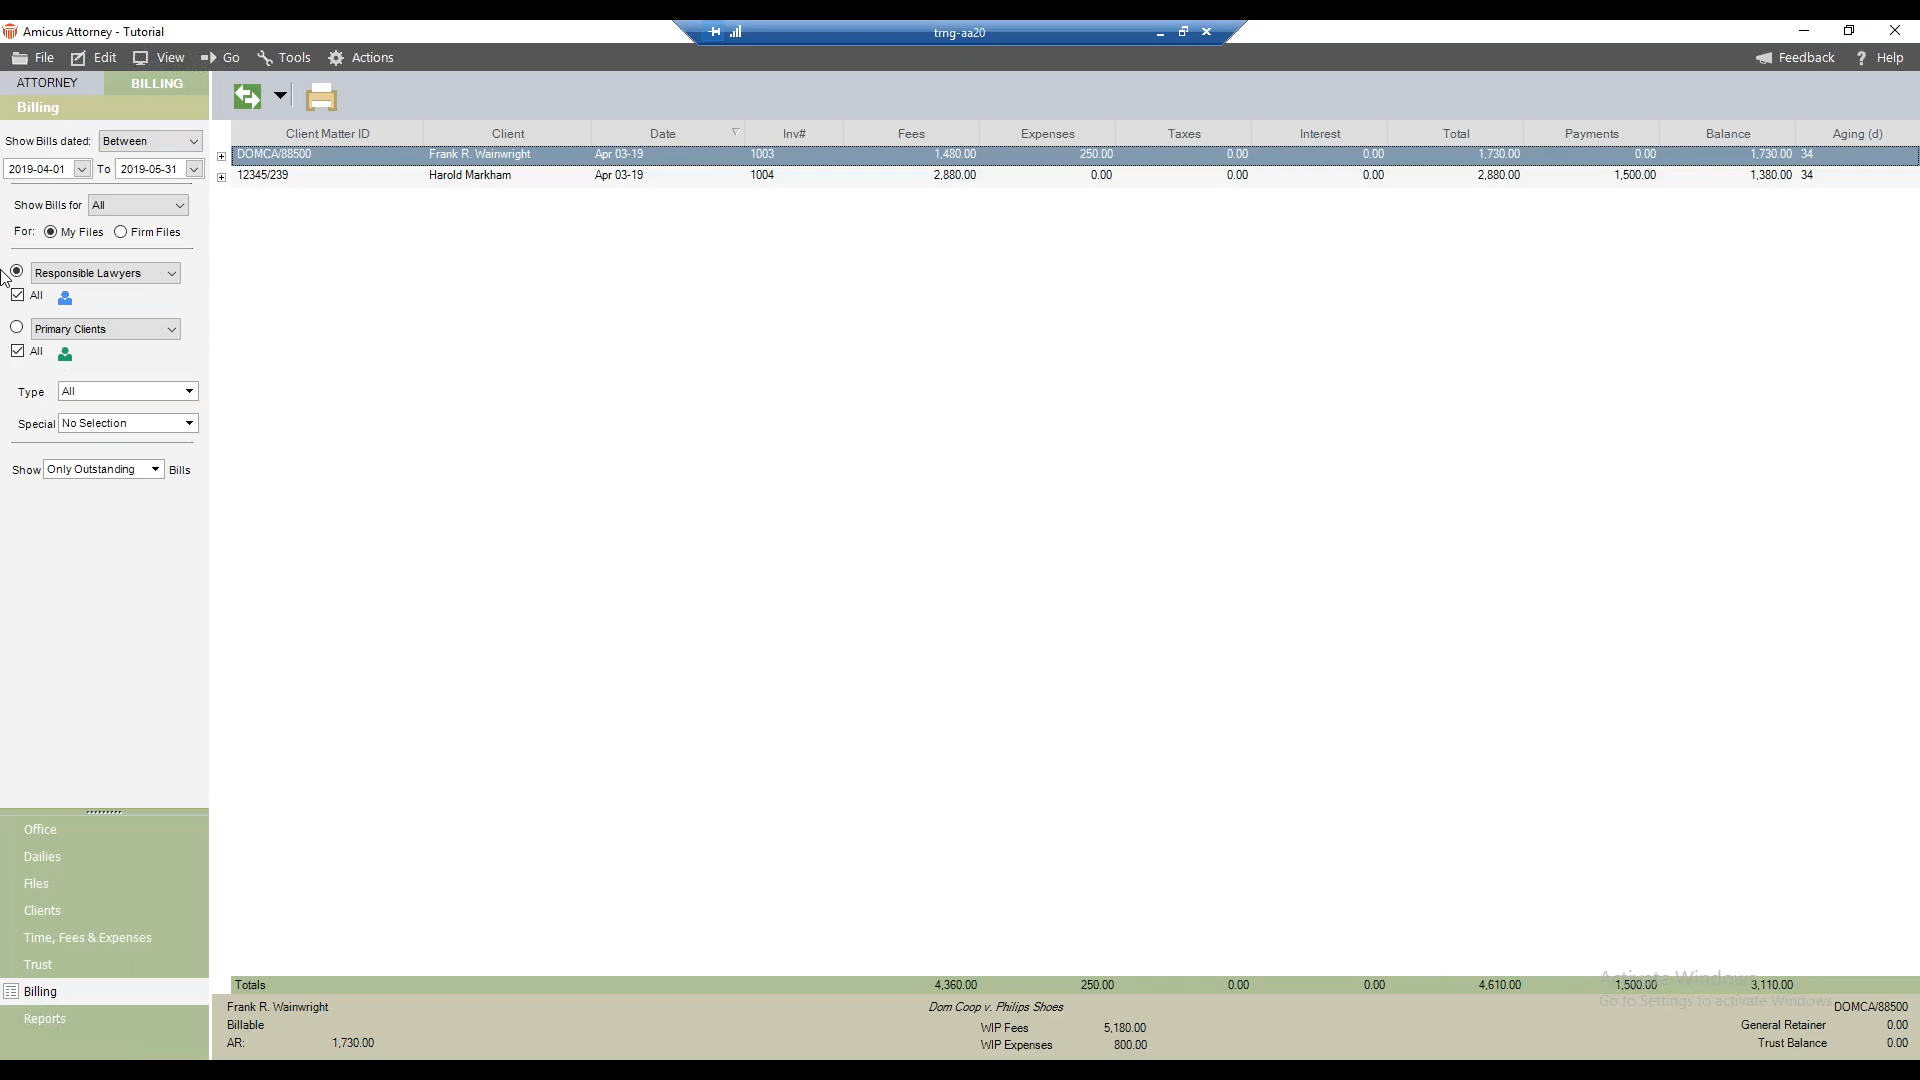 Amicus Attorney - Tutorial
trng-aa20
File Edit View Go Tools Actions Feedback ? Help
ATTORNEY BILLING
Billing
Show Bills dated: Between
2019-04-01 To 2019-05-31
Show Bills for All
For: My Files Firm Files
Responsible Lawyers
All
Primary Clients
All
Type All
Special No Selection
Show Only Outstanding Bills
Client Matter ID Client Date Inv# Fees Expenses Taxes Interest Total Payments Balance Aging (d)
DOMCA/88500 Frank R. Wainwright Apr 03-19 1003 1,480.00 250.00 0.00 0.00 1,730.00 0.00 1,730.00 34
12345/239 Harold Markham Apr 03-19 1004 2,880.00 0.00 0.00 0.00 2,880.00 1,500.00 1,380.00 34
Office
Dailies
Files
Clients
Time, Fees & Expenses
Trust
Billing
Reports
Totals 4,360.00 250.00 0.00 0.00 4,610.00 1,500.00 3,110.00
Activate Windows
Go to Settings to activate Windows.
Frank R. Wainwright Dom Coop v. Philips Shoes DOMCA/88500
Billable WIP Fees 5,180.00 General Retainer 0.00
AR: 1,730.00 WIP Expenses 800.00 Trust Balance 0.00